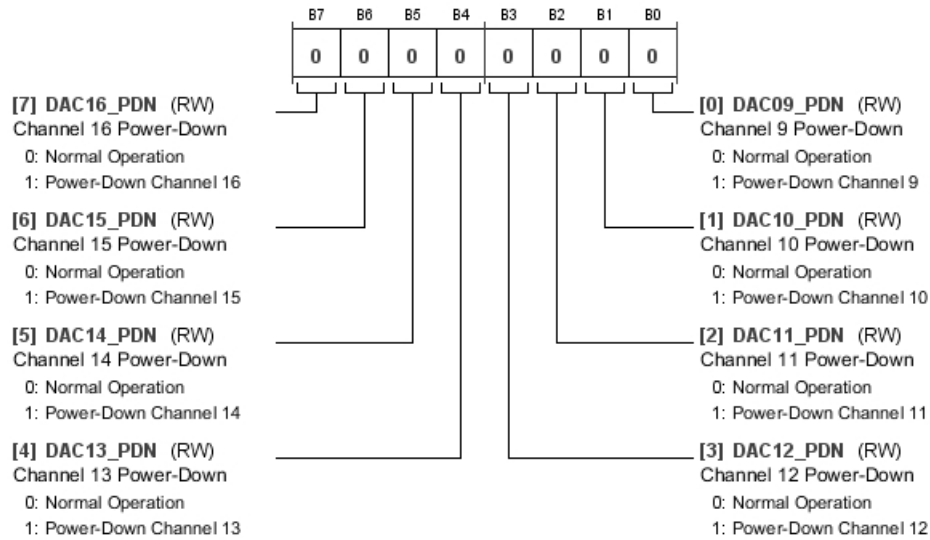 B7 B6 B5 B4 B3 B2 B1 B0
0 0 0 0 0 0 0 0
[7] DAC16_PDN (RW)
Channel 16 Power-Down
0: Normal Operation
1: Power-Down Channel 16
[6] DAC15_PDN (RW)
Channel 15 Power-Down
0: Normal Operation
1: Power-Down Channel 15
[5] DAC14_PDN (RW)
Channel 14 Power-Down
0: Normal Operation
1: Power-Down Channel 14
[4] DAC13_PDN (RW)
Channel 13 Power-Down
0: Normal Operation
1: Power-Down Channel 13
[0] DAC09_PDN (RW)
Channel 9 Power-Down
0: Normal Operation
1: Power-Down Channel 9
[1] DAC10_PDN (RW)
Channel 10 Power-Down
0: Normal Operation
1: Power-Down Channel 10
[2] DAC11_PDN (RW)
Channel 11 Power-Down
0: Normal Operation
1: Power-Down Channel 11
[3] DAC12_PDN (RW)
Channel 12 Power-Down
0: Normal Operation
1: Power-Down Channel 12